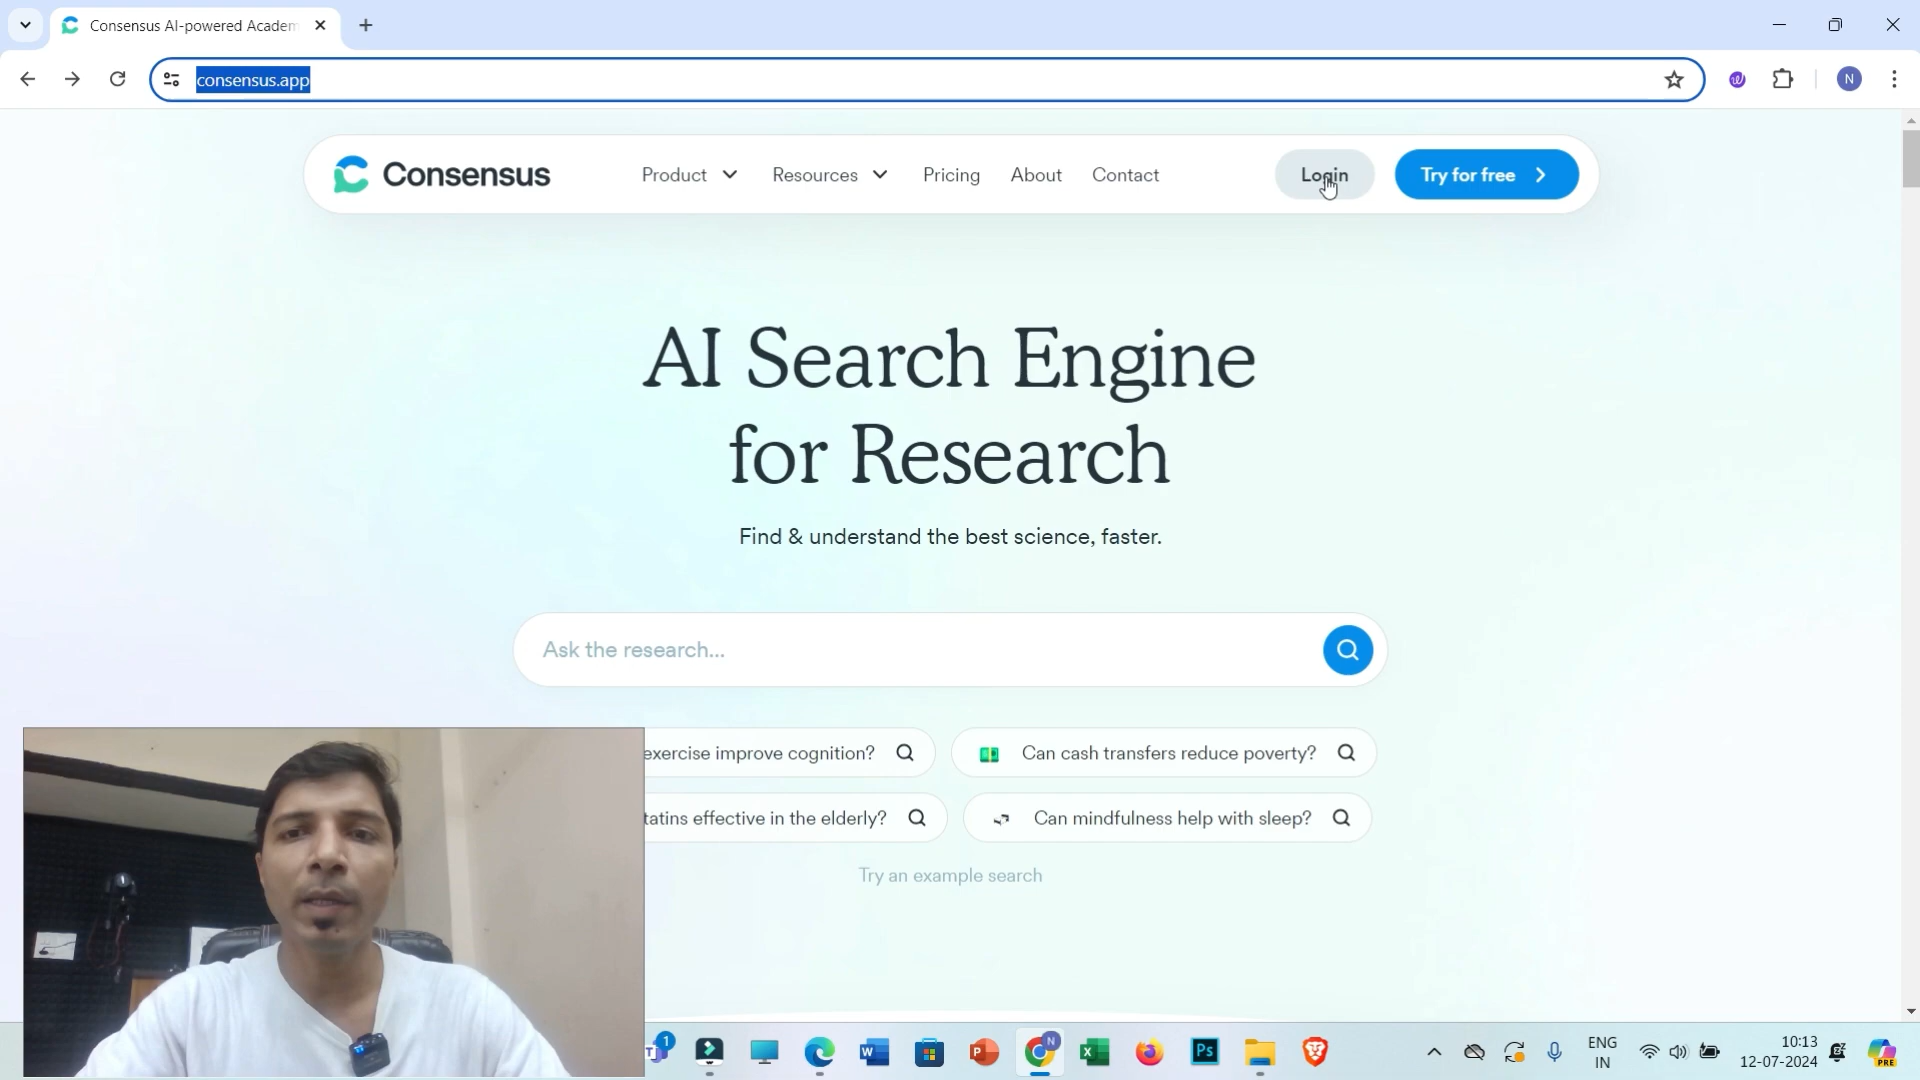 Consensus AI-powered Academ
consensus.app
N
Consensus
Product
Resources
Pricing
About
Contact
Login
Try for free
AI Search Engine
for Research
Find & understand the best science, faster.
Ask the research...
exercise improve cognition?
Can cash transfers reduce poverty?
tatins effective in the elderly?
Can mindfulness help with sleep?
Try an example search
1
N
ENG
IN
10:13
12-07-2024
PRE